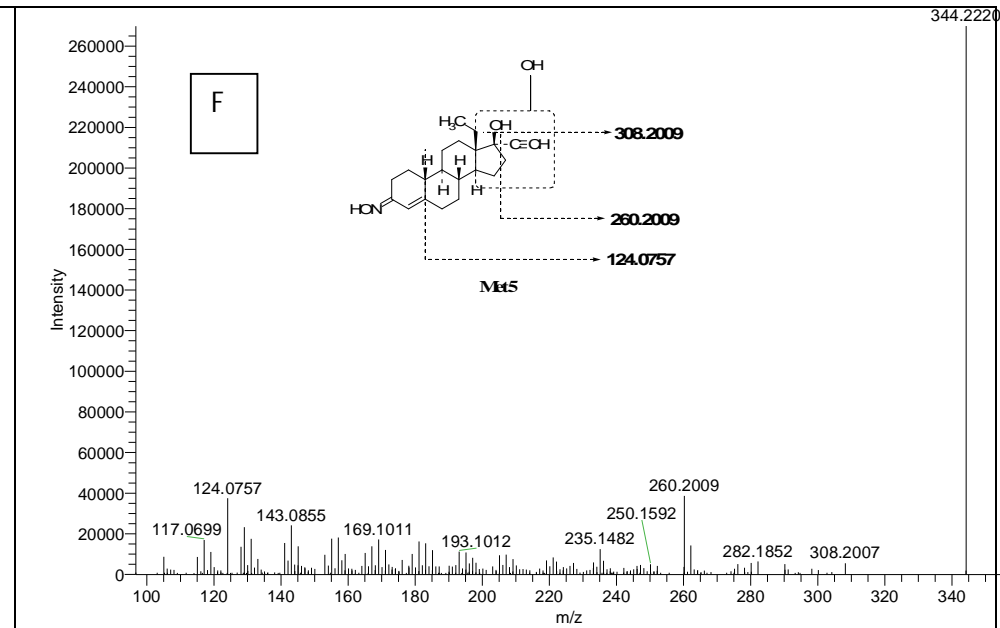 344.2220
260000
240000
220000
200000
180000
160000
140000
120000
100000
80000
60000
40000
20000
0
Intensity
F
OH
H₃C
OH
C≡CH
H
H
H
H
HON
308.2009
260.2009
124.0757
Met5
117.0699
124.0757
143.0855
169.1011
193.1012
235.1482
250.1592
260.2009
282.1852
308.2007
100 120 140 160 180 200 220 240 260 280 300 320 340
m/z